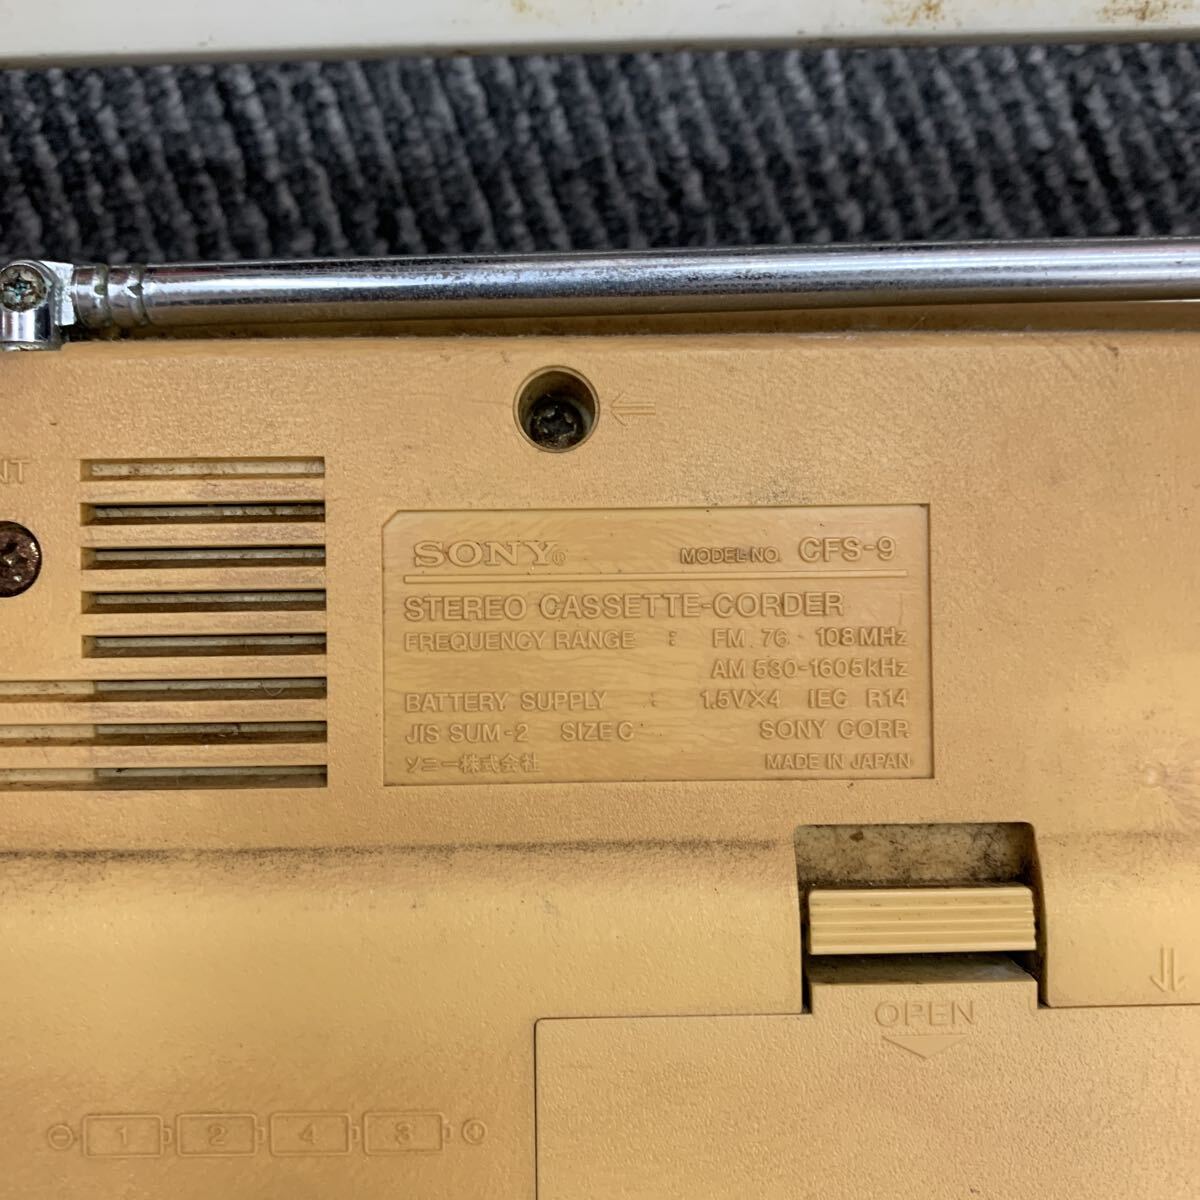 NT
SONY® MODEL NO. CFS-9
STEREO CASSETTE-CORDER
FREQUENCY RANGE : FM 76 - 108MHz
AM 530-1605kHz
BATTERY SUPPLY : 1.5V×4 IEC R14
JIS SUM-2 SIZE C SONY CORP.
ソニー株式会社 MADE IN JAPAN
OPEN
⊖ 1 2 4 3 ⊕